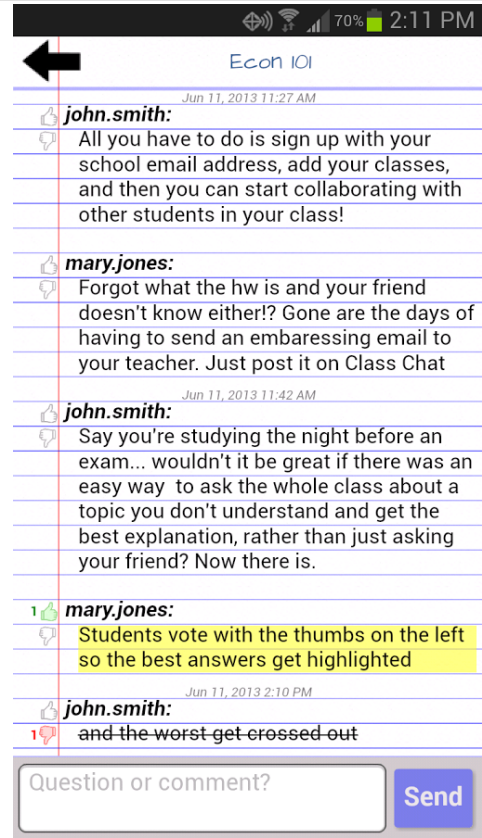 70% 2:11 PM
Econ 101
Jun 11, 2013 11:27 AM
john.smith:
All you have to do is sign up with your
school email address, add your classes,
and then you can start collaborating with
other students in your class!
mary.jones:
Forgot what the hw is and your friend
doesn't know either!? Gone are the days of
having to send an embaressing email to
your teacher. Just post it on Class Chat
Jun 11, 2013 11:42 AM
john.smith:
Say you're studying the night before an
exam... wouldn't it be great if there was an
easy way  to ask the whole class about a
topic you don't understand and get the
best explanation, rather than just asking
your friend? Now there is.
1 mary.jones:
Students vote with the thumbs on the left
so the best answers get highlighted
Jun 11, 2013 2:10 PM
john.smith:
1 and the worst get crossed out
Question or comment?
Send